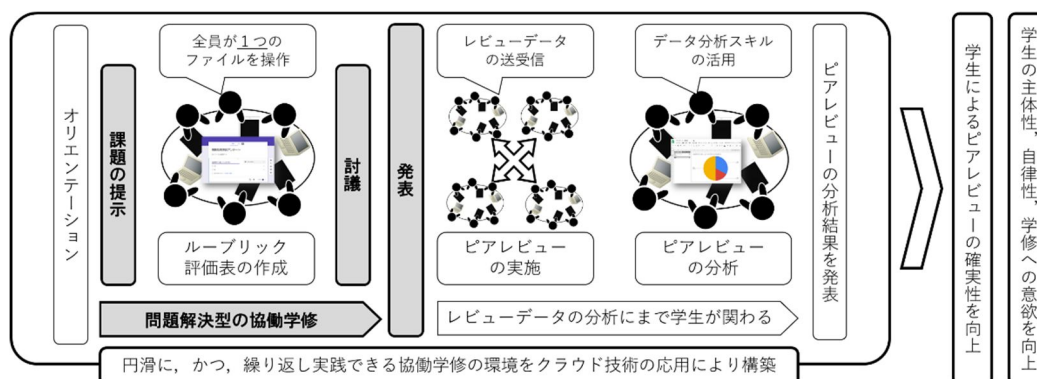 オリエンテーション
課題の提示
全員が１つの
ファイルを操作
ルーブリック
評価表の作成
討議
問題解決型の協働学修
発表
レビューデータ
の送受信
ピアレビュー
の実施
データ分析スキル
の活用
ピアレビュー
の分析
レビューデータの分析にまで学生が関わる
ピアレビューの分析結果を発表
円滑に，かつ，繰り返し実践できる協働学修の環境をクラウド技術の応用により構築
学生によるピアレビューの確実性を向上
学生の主体性，自律性，学修への意欲を向上